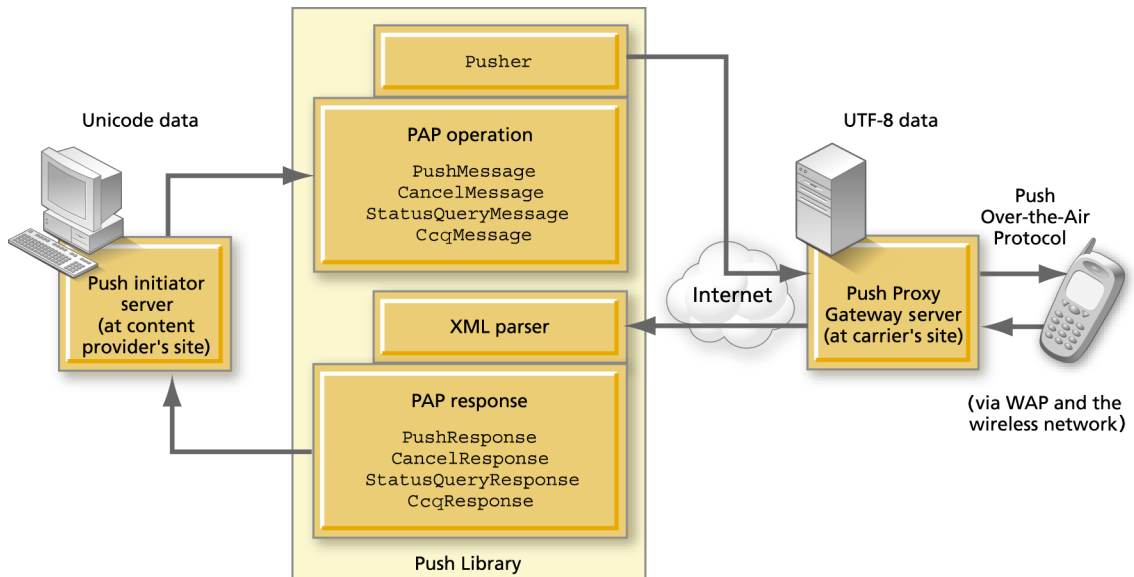 Unicode data
Push initiator
server
(at content
provider's site)
Pusher
PAP operation
PushMessage
CancelMessage
StatusQueryMessage
CcqMessage
XML parser
PAP response
PushResponse
CancelResponse
StatusQueryResponse
CcqResponse
Push Library
Internet
UTF-8 data
Push Proxy
Gateway server
(at carrier's site)
Push
Over-the-Air
Protocol
(via WAP and the
wireless network)